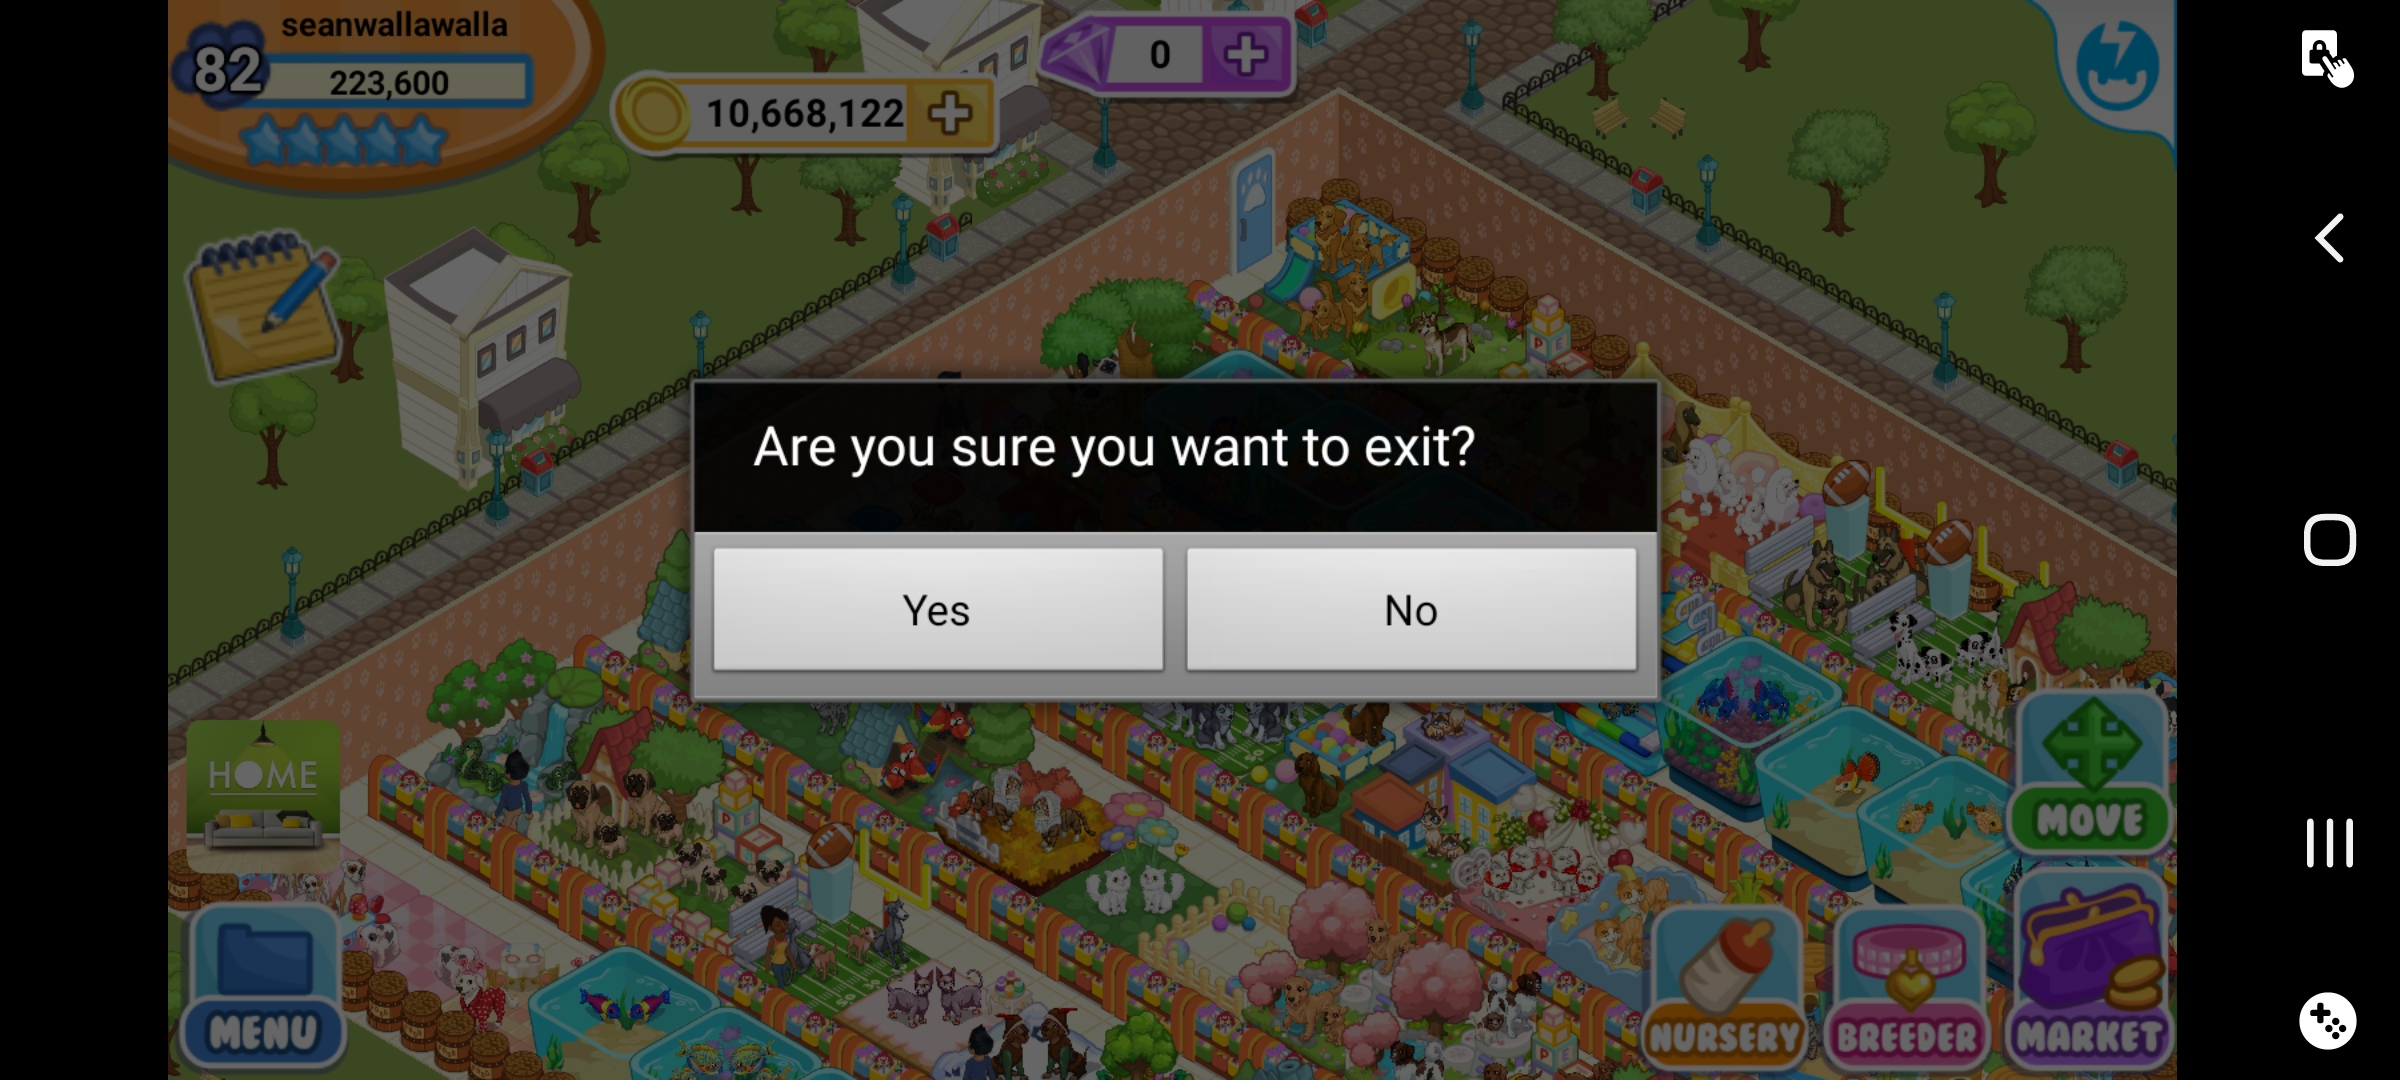 seanwallawalla
82
223,600
10,668,122
0
Are you sure you want to exit?
Yes
No
HOME
MENU
MOVE
NURSERY
BREEDER
MARKET